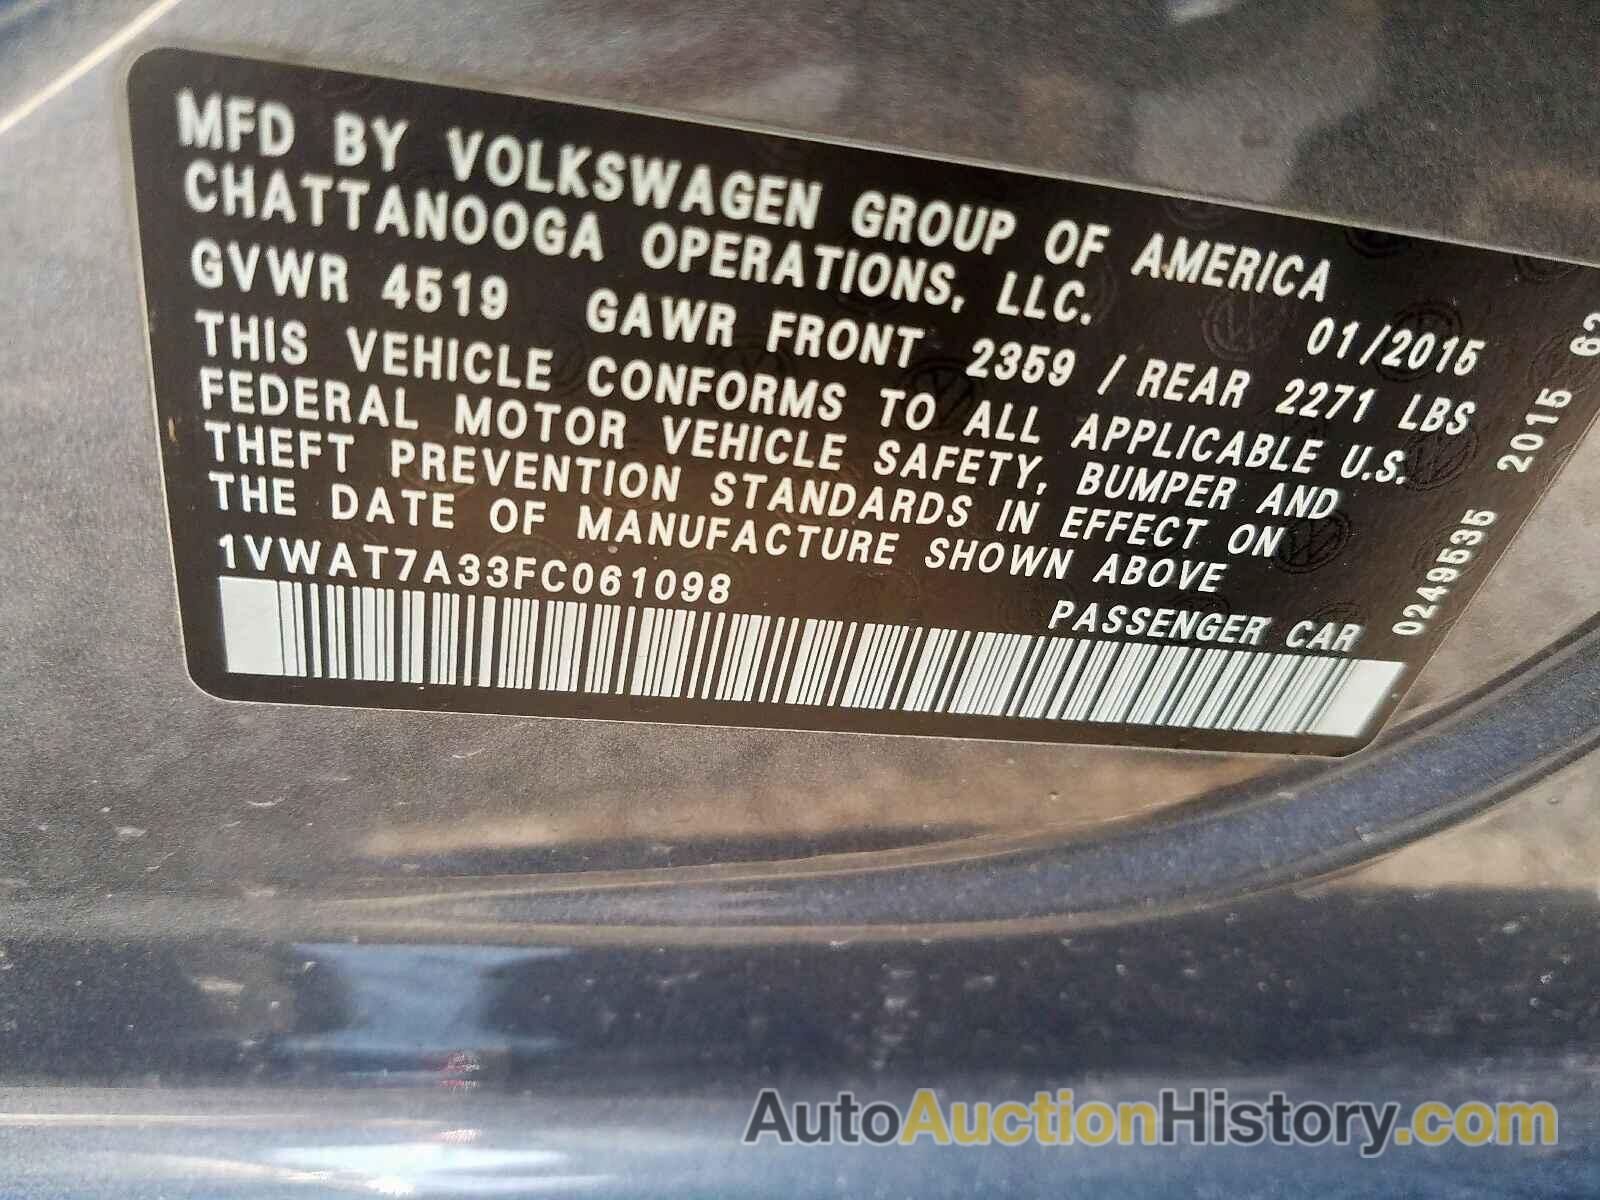 MFD BY VOLKSWAGEN GROUP OF AMERICA
CHATTANOOGA OPERATIONS, LLC. 01/2015
GVWR 4519 GAWR FRONT 2359 / REAR 2271 LBS
THIS VEHICLE CONFORMS TO ALL APPLICABLE U.S.
FEDERAL MOTOR VEHICLE SAFETY, BUMPER AND
THEFT PREVENTION STANDARDS IN EFFECT ON
THE DATE OF MANUFACTURE SHOWN ABOVE
1VWAT7A33FC061098 PASSENGER CAR
0249535 2015 62
AutoAuctionHistory.com